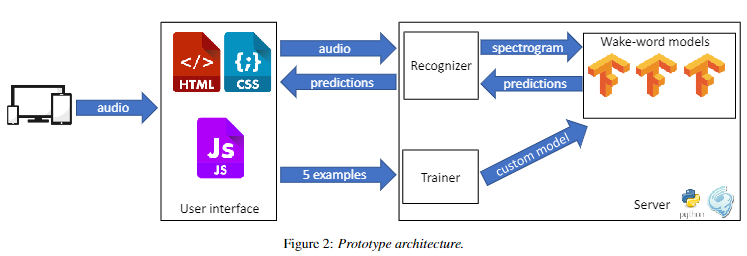 audio
</>
HTML
{;}
CSS
Js
JS
User interface
audio
predictions
5 examples
Recognizer
Trainer
spectrogram
predictions
custom model
Wake-word models
Server
python
Figure 2: Prototype architecture.